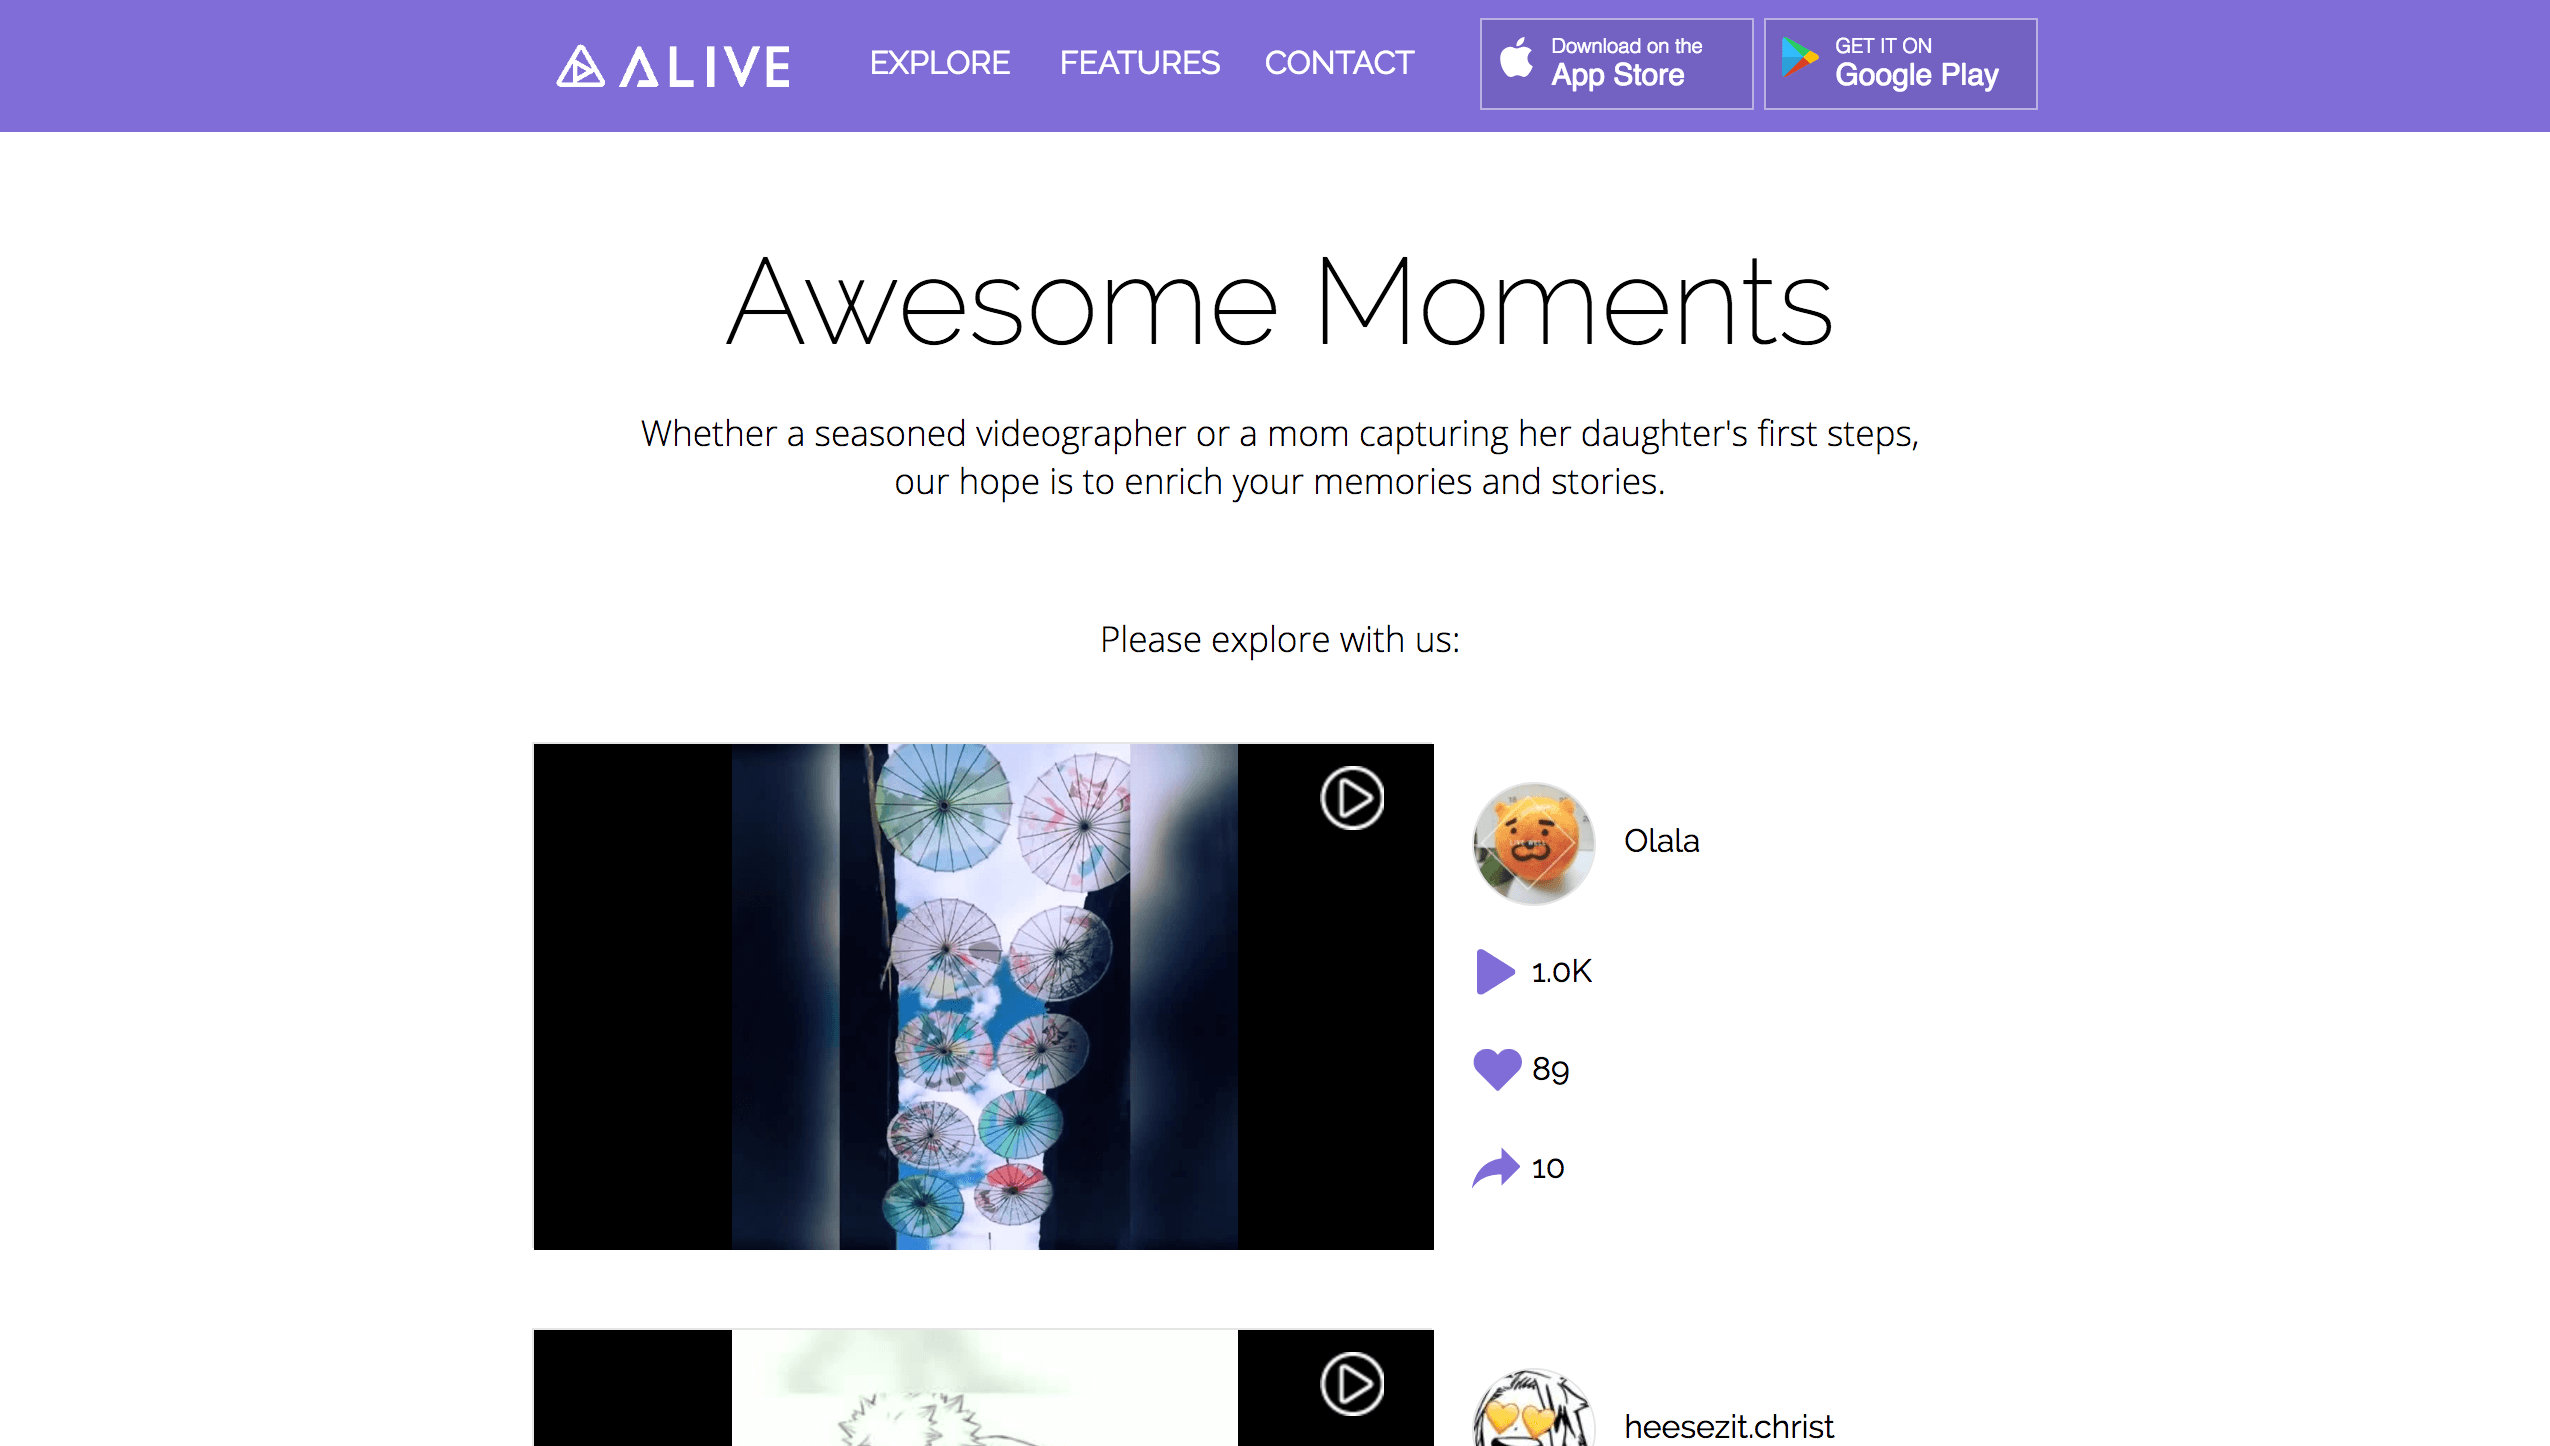 ALIVE
EXPLORE
FEATURES
CONTACT
Download on the
App Store
GET IT ON
Google Play
Awesome Moments
Whether a seasoned videographer or a mom capturing her daughter's first steps,
our hope is to enrich your memories and stories.
Please explore with us:
Olala
1.0K
89
10
heesezit.christ